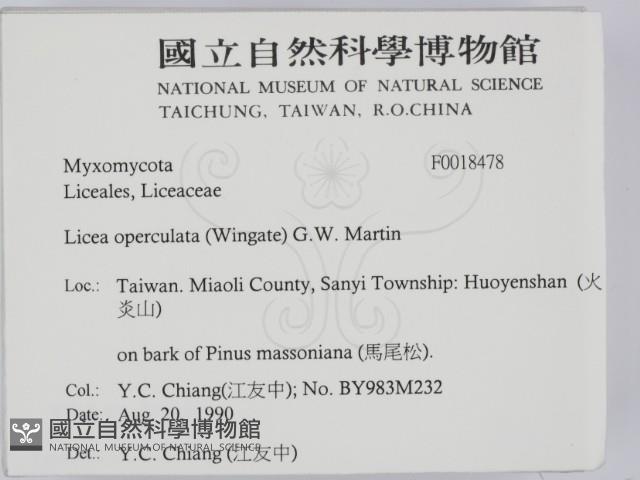 國立自然科學博物館
NATIONAL MUSEUM OF NATURAL SCIENCE
TAICHUNG, TAIWAN, R.O.CHINA
Myxomycota F0018478
Liceales, Liceaceae
Licea operculata (Wingate) G.W. Martin
Loc.: Taiwan. Miaoli County, Sanyi Township: Huoyenshan (火
炎山)
on bark of Pinus massoniana (馬尾松).
Col.: Y.C. Chiang(江友中); No. BY983M232
Date: Aug. 20, 1990
國立自然科學博物館
NATIONAL MUSEUM OF NATURAL SCIENCE
Det.: Y.C. Chiang (江友中)